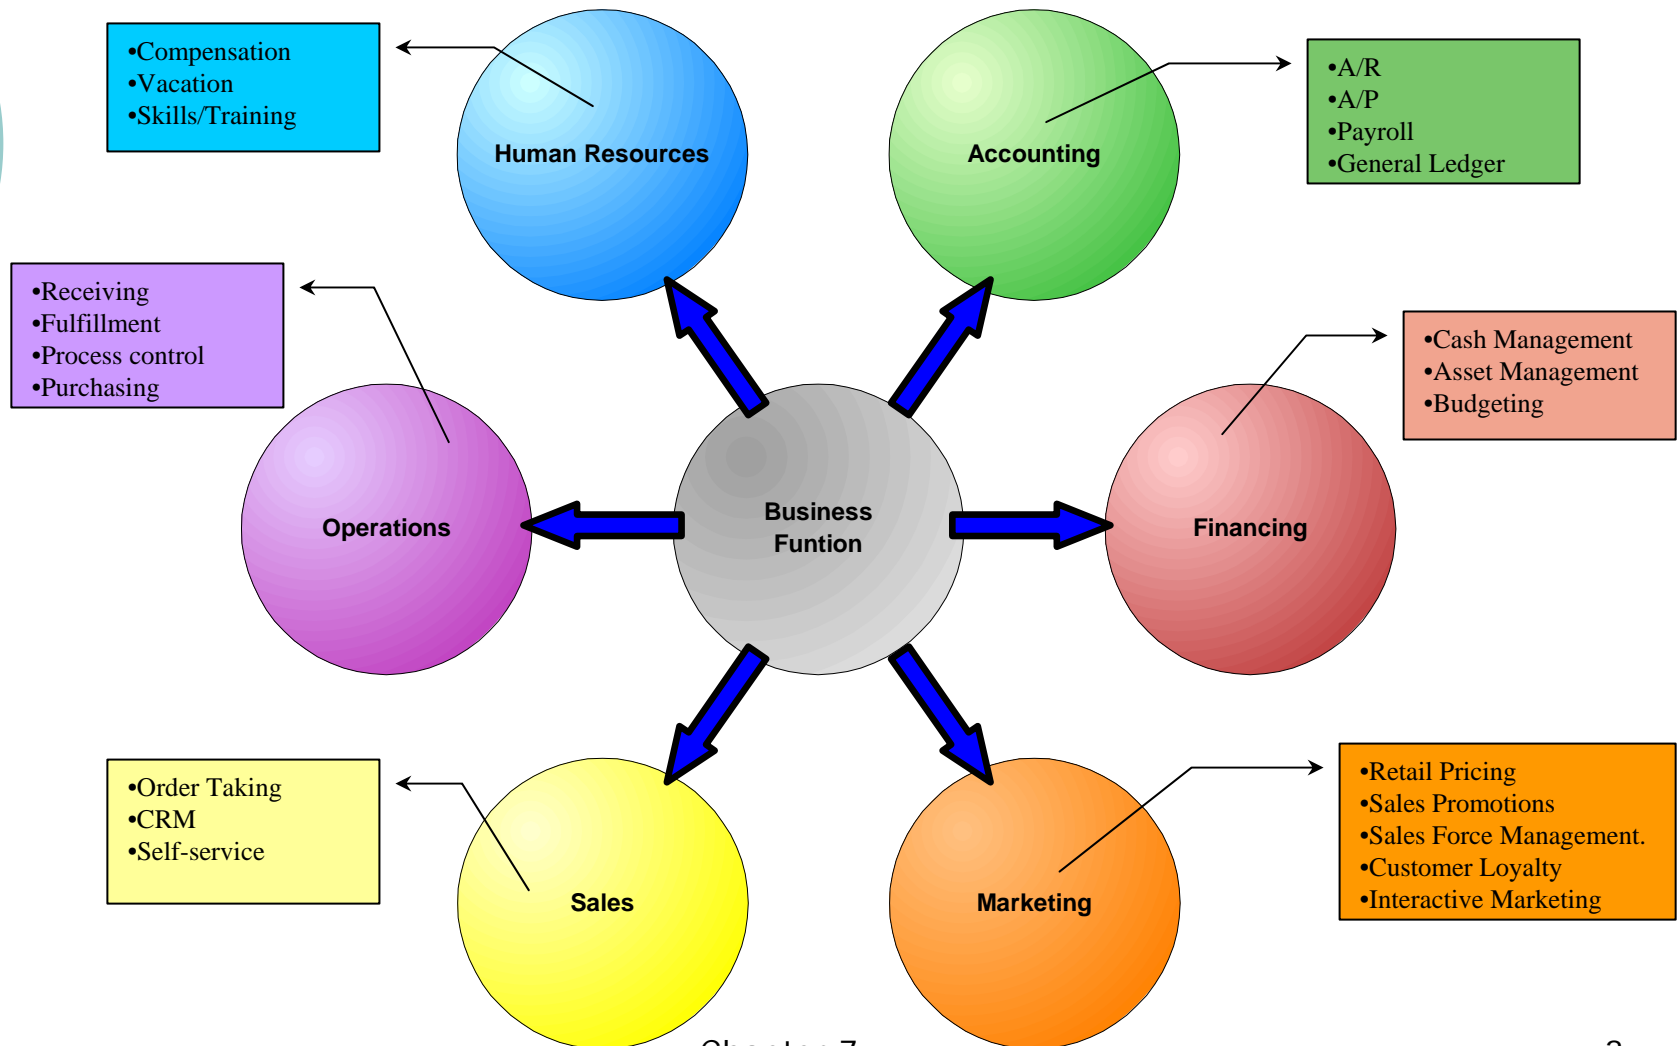 •Compensation
•Vacation
•Skills/Training
Human Resources
Accounting
•A/R
•A/P
•Payroll
•General Ledger
•Receiving
•Fulfillment
•Process control
•Purchasing
Operations
Business
Funtion
Financing
•Cash Management
•Asset Management
•Budgeting
•Order Taking
•CRM
•Self-service
Sales
Marketing
•Retail Pricing
•Sales Promotions
•Sales Force Management.
•Customer Loyalty
•Interactive Marketing
Chapter 7